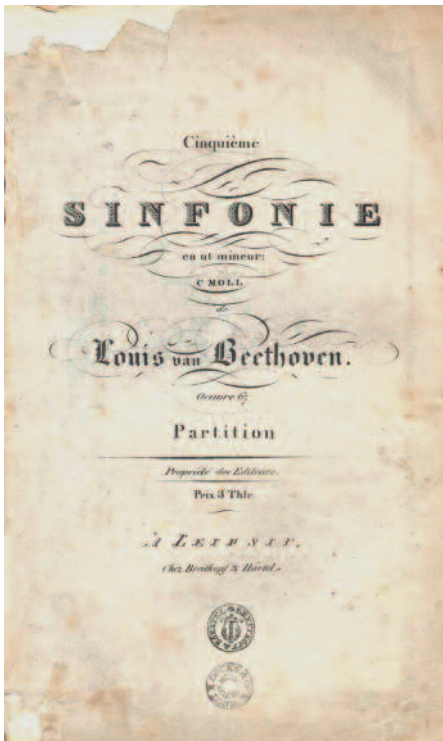 Cinquième
SINFONIE
en ut mineur:
C MOLL
de
Louis van Beethoven.
Oeuvre 67
Partition
Propriété des Editeurs.
Prix 3 Thlr
À LEIPSIC,
Chez Breitkopf & Härtel.